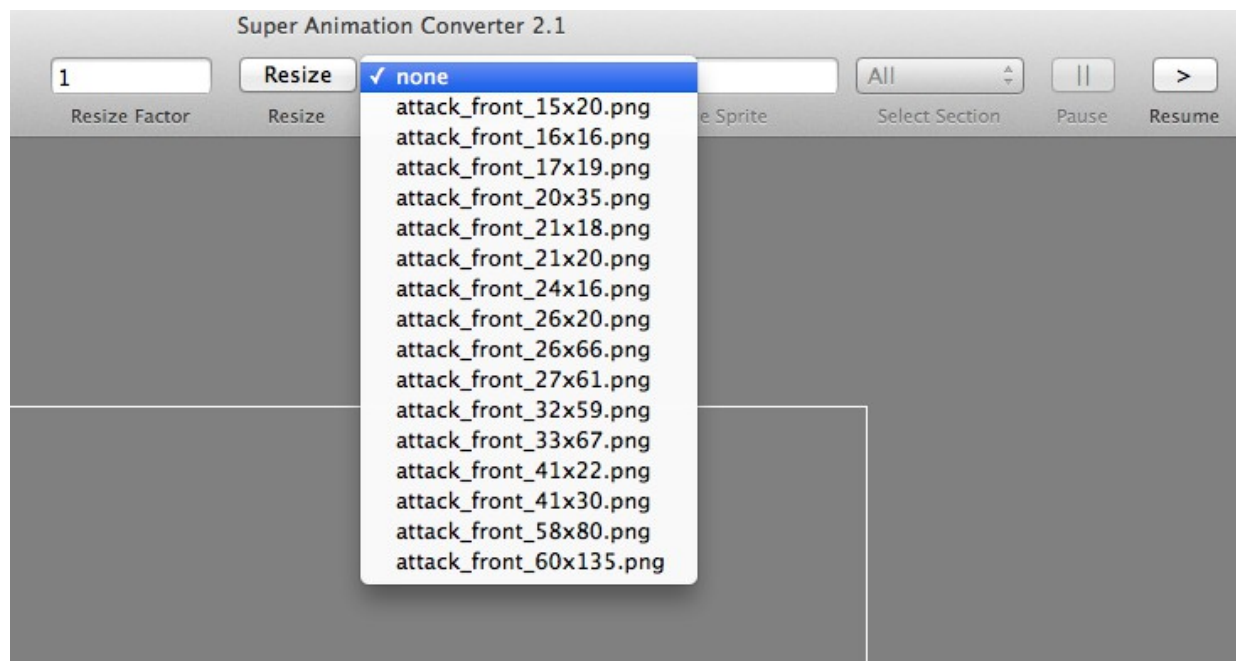 Super Animation Converter 2.1
1
Resize
✓ none
All
||
>
Resize Factor
Resize
e Sprite
Select Section
Pause
Resume
attack_front_15x20.png
attack_front_16x16.png
attack_front_17x19.png
attack_front_20x35.png
attack_front_21x18.png
attack_front_21x20.png
attack_front_24x16.png
attack_front_26x20.png
attack_front_26x66.png
attack_front_27x61.png
attack_front_32x59.png
attack_front_33x67.png
attack_front_41x22.png
attack_front_41x30.png
attack_front_58x80.png
attack_front_60x135.png